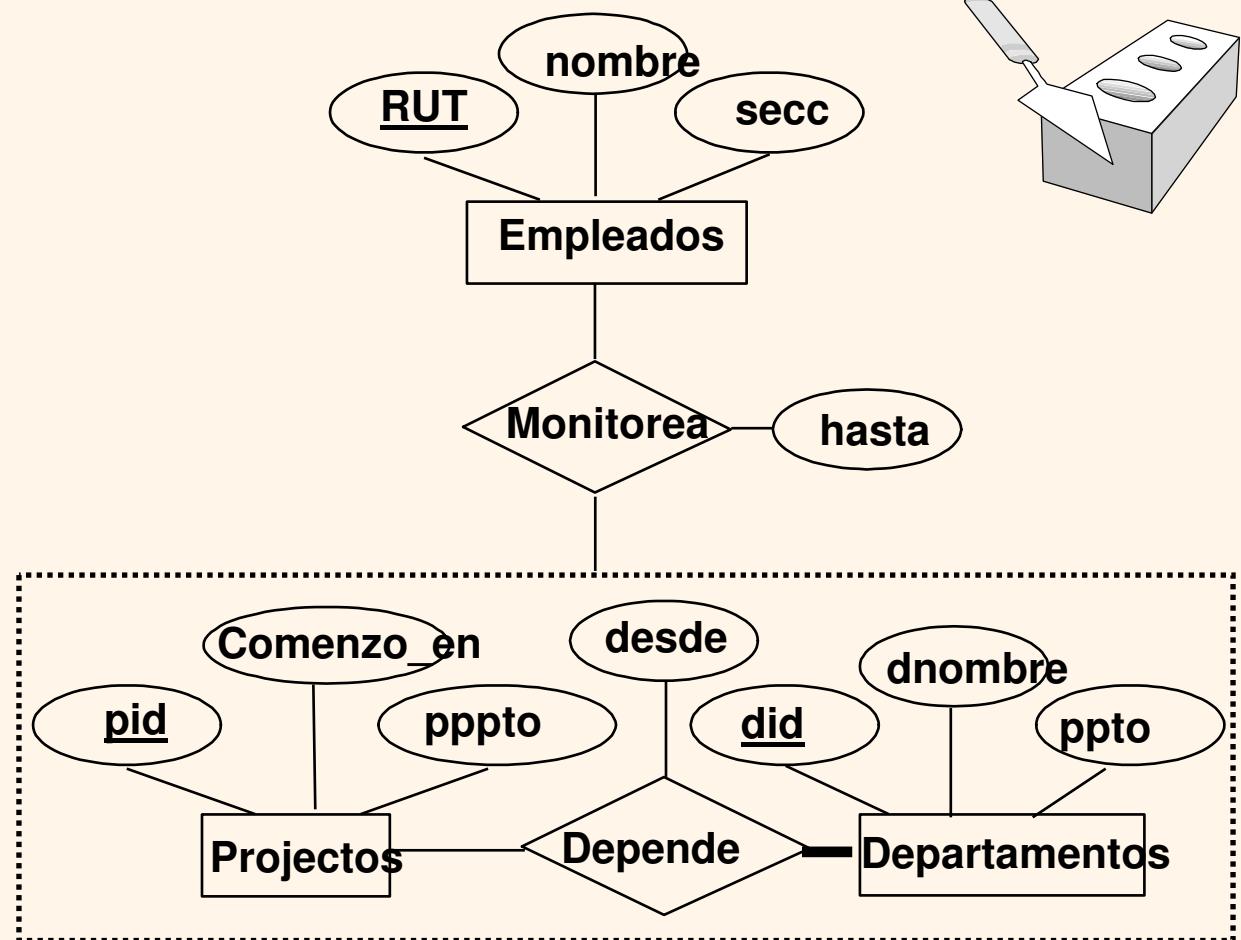 nombre
RUT
secc
Empleados
Monitorea
hasta
Comenzo_en
desde
dnombre
pid
pppto
did
ppto
Projectos
Depende
Departamentos